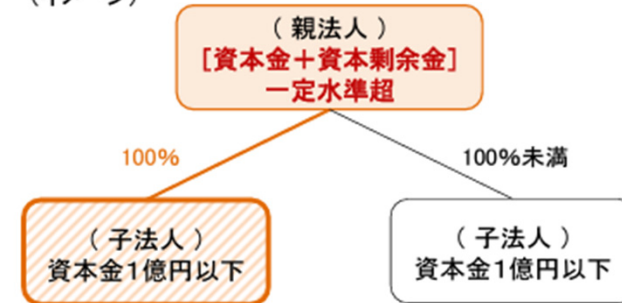 （ 親法人 ）
［資本金＋資本剰余金］
一定水準超
100％
100％未満
（ 子法人 ）
資本金1億円以下
（ 子法人 ）
資本金1億円以下